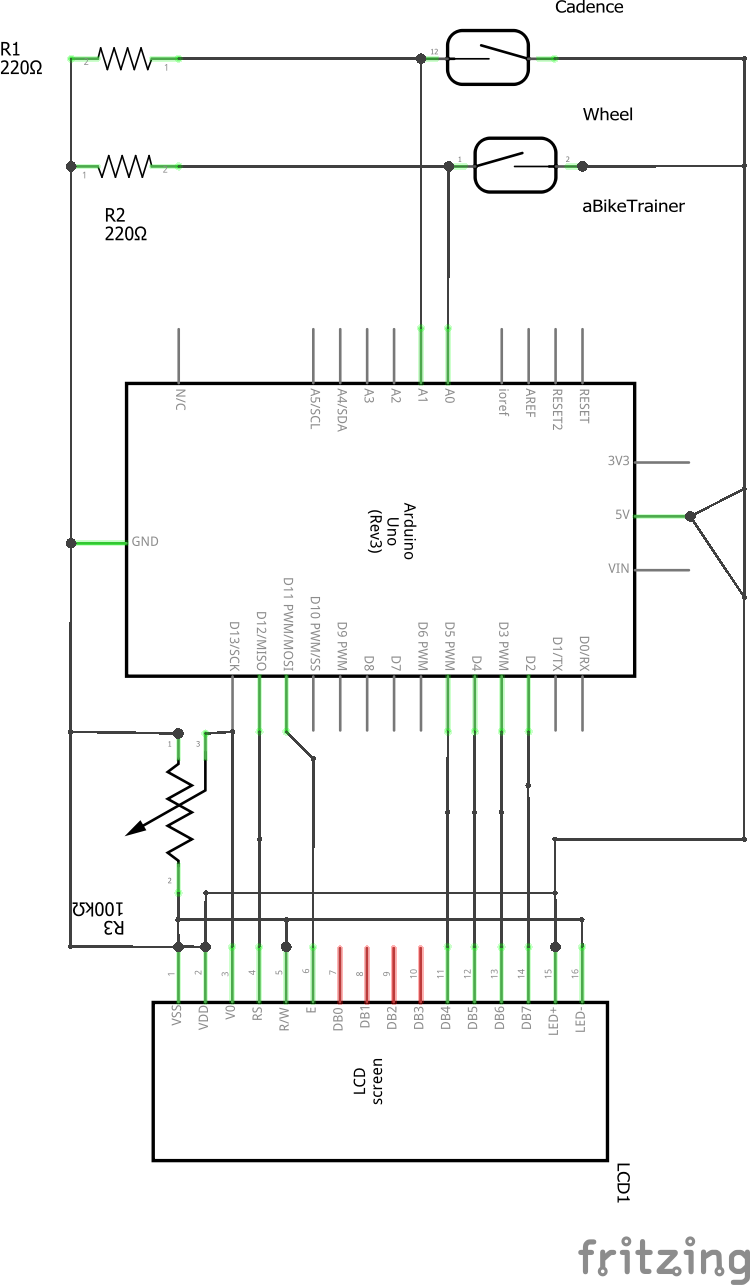 Cadence
R1
220Ω
2
1
12
Wheel
1
2
1
2
R2
220Ω
aBikeTrainer
N/C
A5/SCL
A4/SDA
A3
A2
A1
A0
ioref
AREF
RESET2
RESET
3V3
5V
VIN
GND
Arduino
Uno
(Rev3)
D13/SCK
D12/MISO
D11 PWM/MOSI
D10 PWM/SS
D9 PWM
D8
D7
D6 PWM
D5 PWM
D4
D3 PWM
D2
D1/TX
D0/RX
1
3
2
R3
100kΩ
1
2
3
4
5
6
7
8
9
10
11
12
13
14
15
16
VSS
VDD
V0
RS
R/W
E
DB0
DB1
DB2
DB3
DB4
DB5
DB6
DB7
LED+
LED-
screen
LCD
LCD1
fritzing